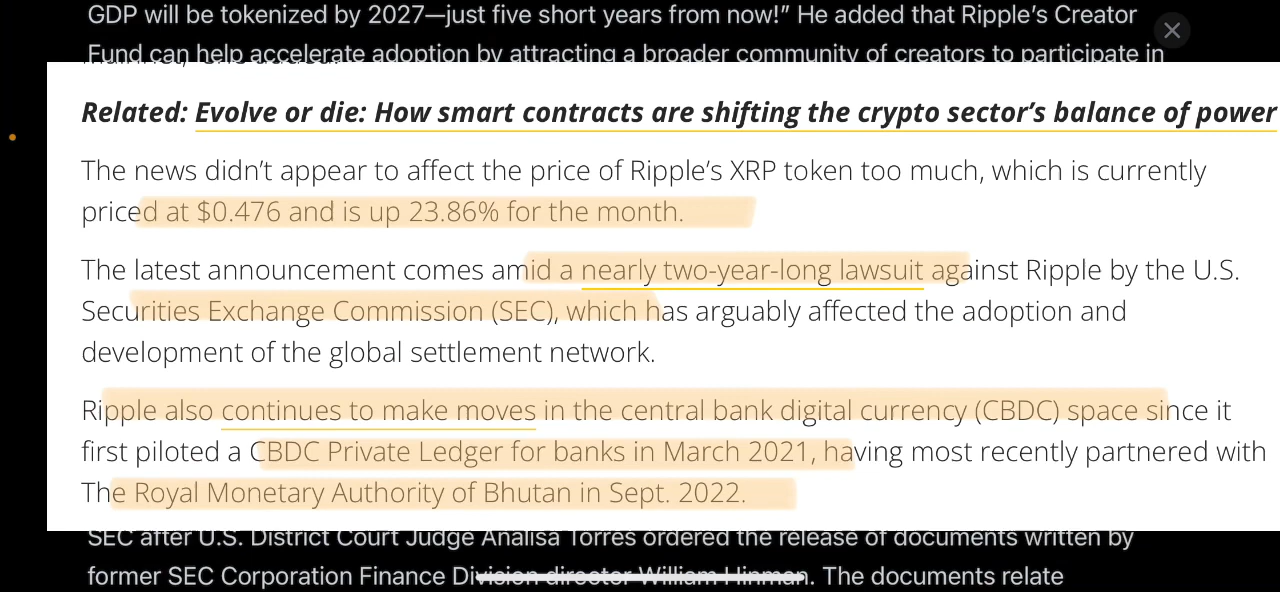 GDP will be tokenized by 2027—just five short years from now!” He added that Ripple’s Creator
Fund can help accelerate adoption by attracting a broader community of creators to participate in
Related: Evolve or die: How smart contracts are shifting the crypto sector’s balance of power
The news didn’t appear to affect the price of Ripple’s XRP token too much, which is currently
priced at $0.476 and is up 23.86% for the month.
The latest announcement comes amid a nearly two-year-long lawsuit against Ripple by the U.S.
Securities Exchange Commission (SEC), which has arguably affected the adoption and
development of the global settlement network.
Ripple also continues to make moves in the central bank digital currency (CBDC) space since it
first piloted a CBDC Private Ledger for banks in March 2021, having most recently partnered with
The Royal Monetary Authority of Bhutan in Sept. 2022.
SEC after U.S. District Court Judge Analisa Torres ordered the release of documents written by
former SEC Corporation Finance Division director William Hinman. The documents relate